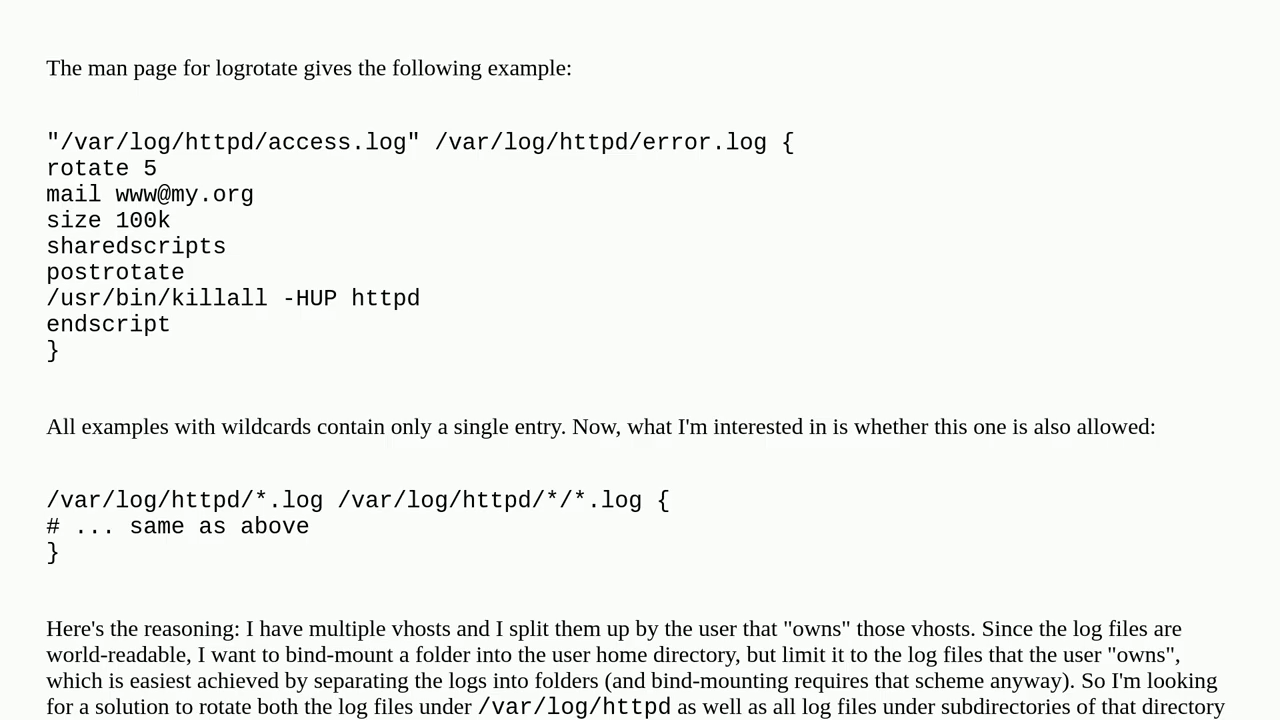 The man page for logrotate gives the following example:
"/var/log/httpd/access.log" /var/log/httpd/error.log {
rotate 5
mail www@my.org
size 100k
sharedscripts
postrotate
/usr/bin/killall -HUP httpd
endscript
}
All examples with wildcards contain only a single entry. Now, what I'm interested in is whether this one is also allowed:
/var/log/httpd/*.log /var/log/httpd/*/*.log {
# ... same as above
}
Here's the reasoning: I have multiple vhosts and I split them up by the user that "owns" those vhosts. Since the log files are
world-readable, I want to bind-mount a folder into the user home directory, but limit it to the log files that the user "owns",
which is easiest achieved by separating the logs into folders (and bind-mounting requires that scheme anyway). So I'm looking
for a solution to rotate both the log files under /var/log/httpd as well as all log files under subdirectories of that directory